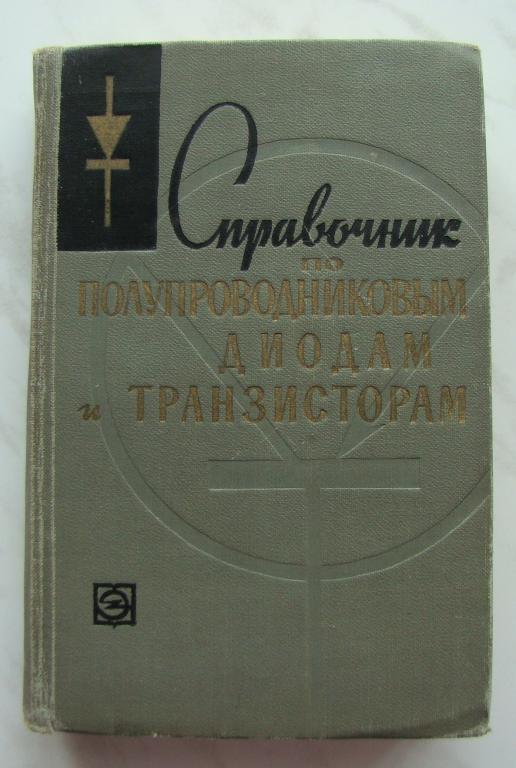 Справочник
по
ПОЛУПРОВОДНИКОВЫМ
ДИОДАМ
и ТРАНЗИСТОРАМ